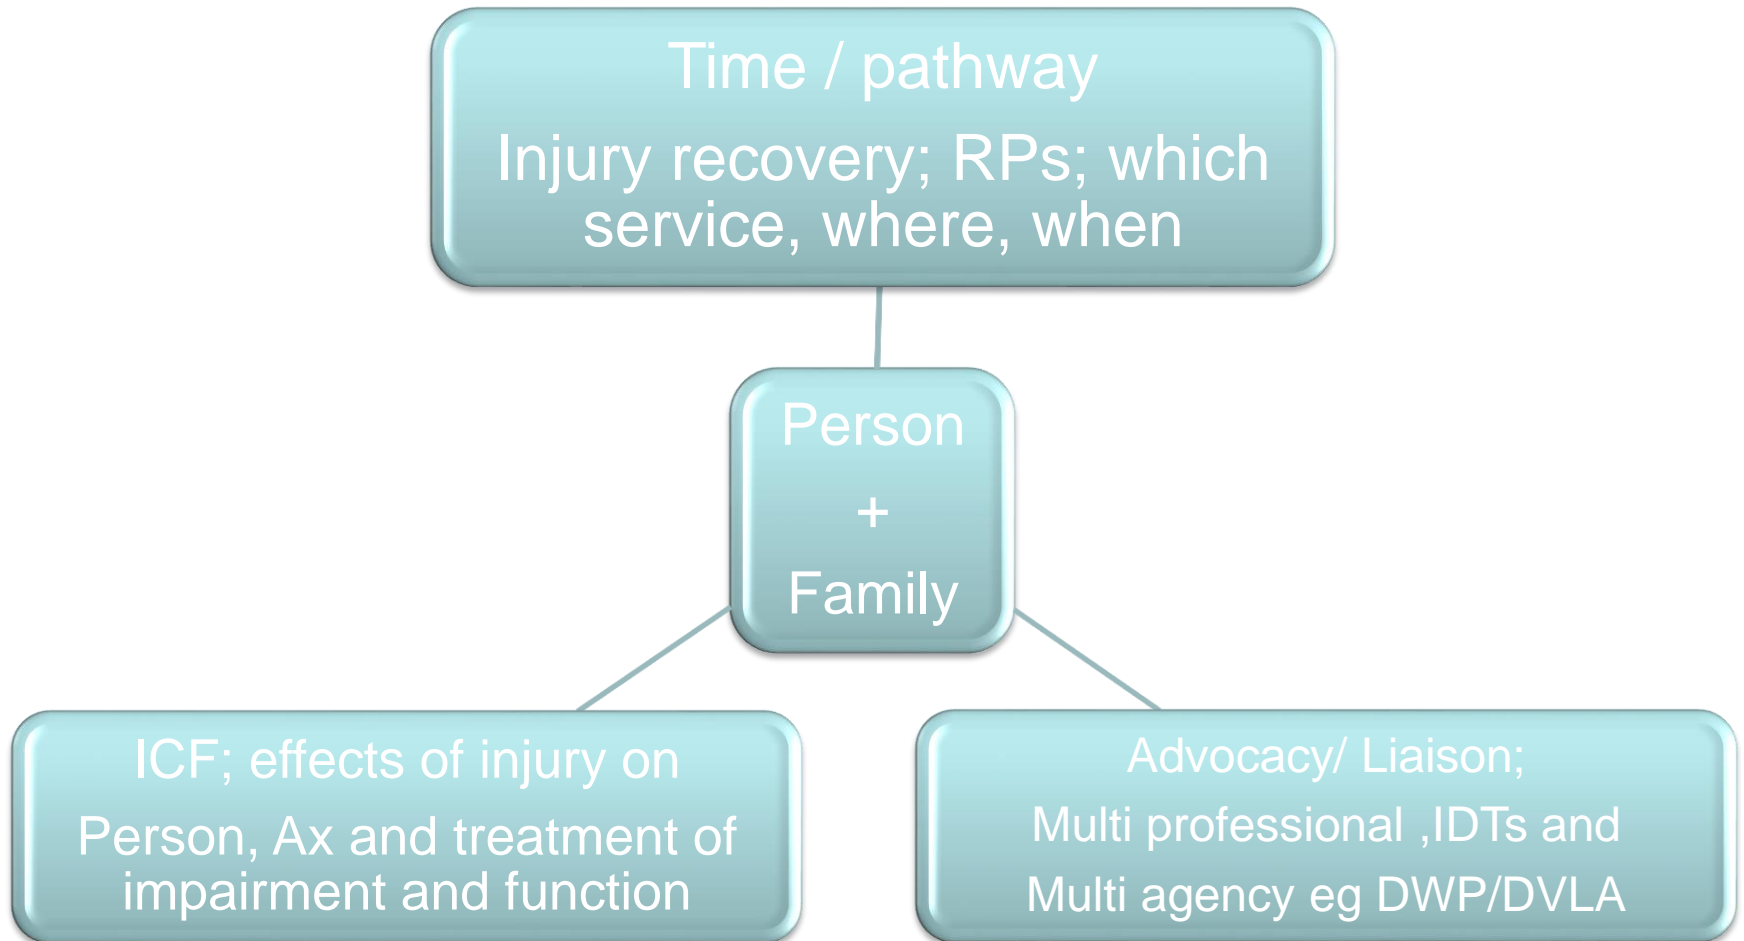 Time / pathway
Injury recovery; RPs; which
service, where, when
Person
+
Family
ICF; effects of injury on
Person, Ax and treatment of
impairment and function
Advocacy/ Liaison;
Multi professional ,IDTs and
Multi agency eg DWP/DVLA